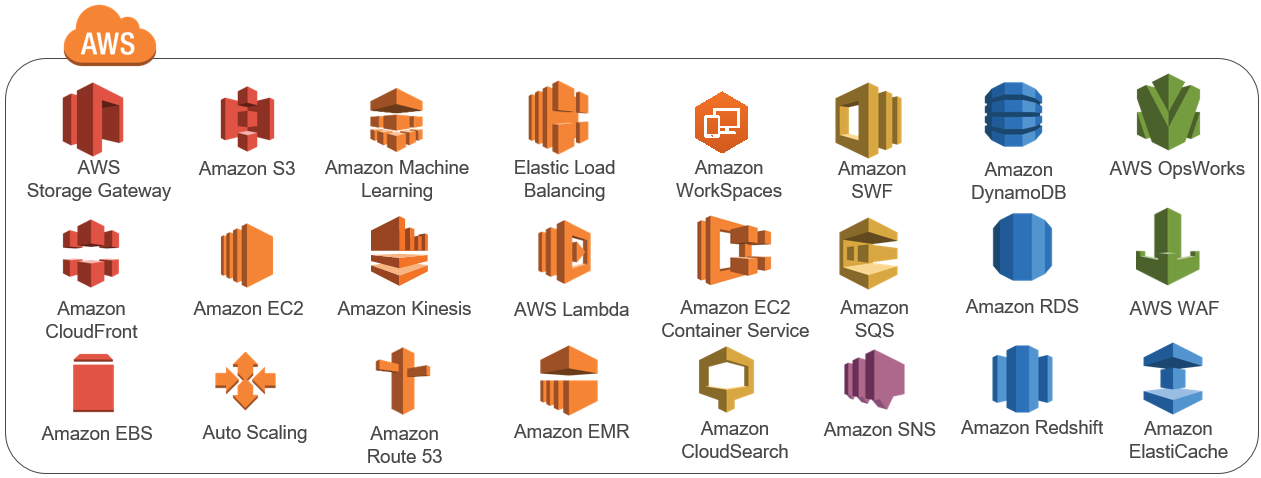 AWS
AWS
Storage Gateway
Amazon S3
Amazon Machine
Learning
Elastic Load
Balancing
Amazon
WorkSpaces
Amazon
SWF
Amazon
DynamoDB
AWS OpsWorks
Amazon
CloudFront
Amazon EC2
Amazon Kinesis
AWS Lambda
Amazon EC2
Container Service
Amazon
SQS
Amazon RDS
AWS WAF
Amazon EBS
Auto Scaling
Amazon
Route 53
Amazon EMR
Amazon
CloudSearch
Amazon SNS
Amazon Redshift
Amazon
ElastiCache